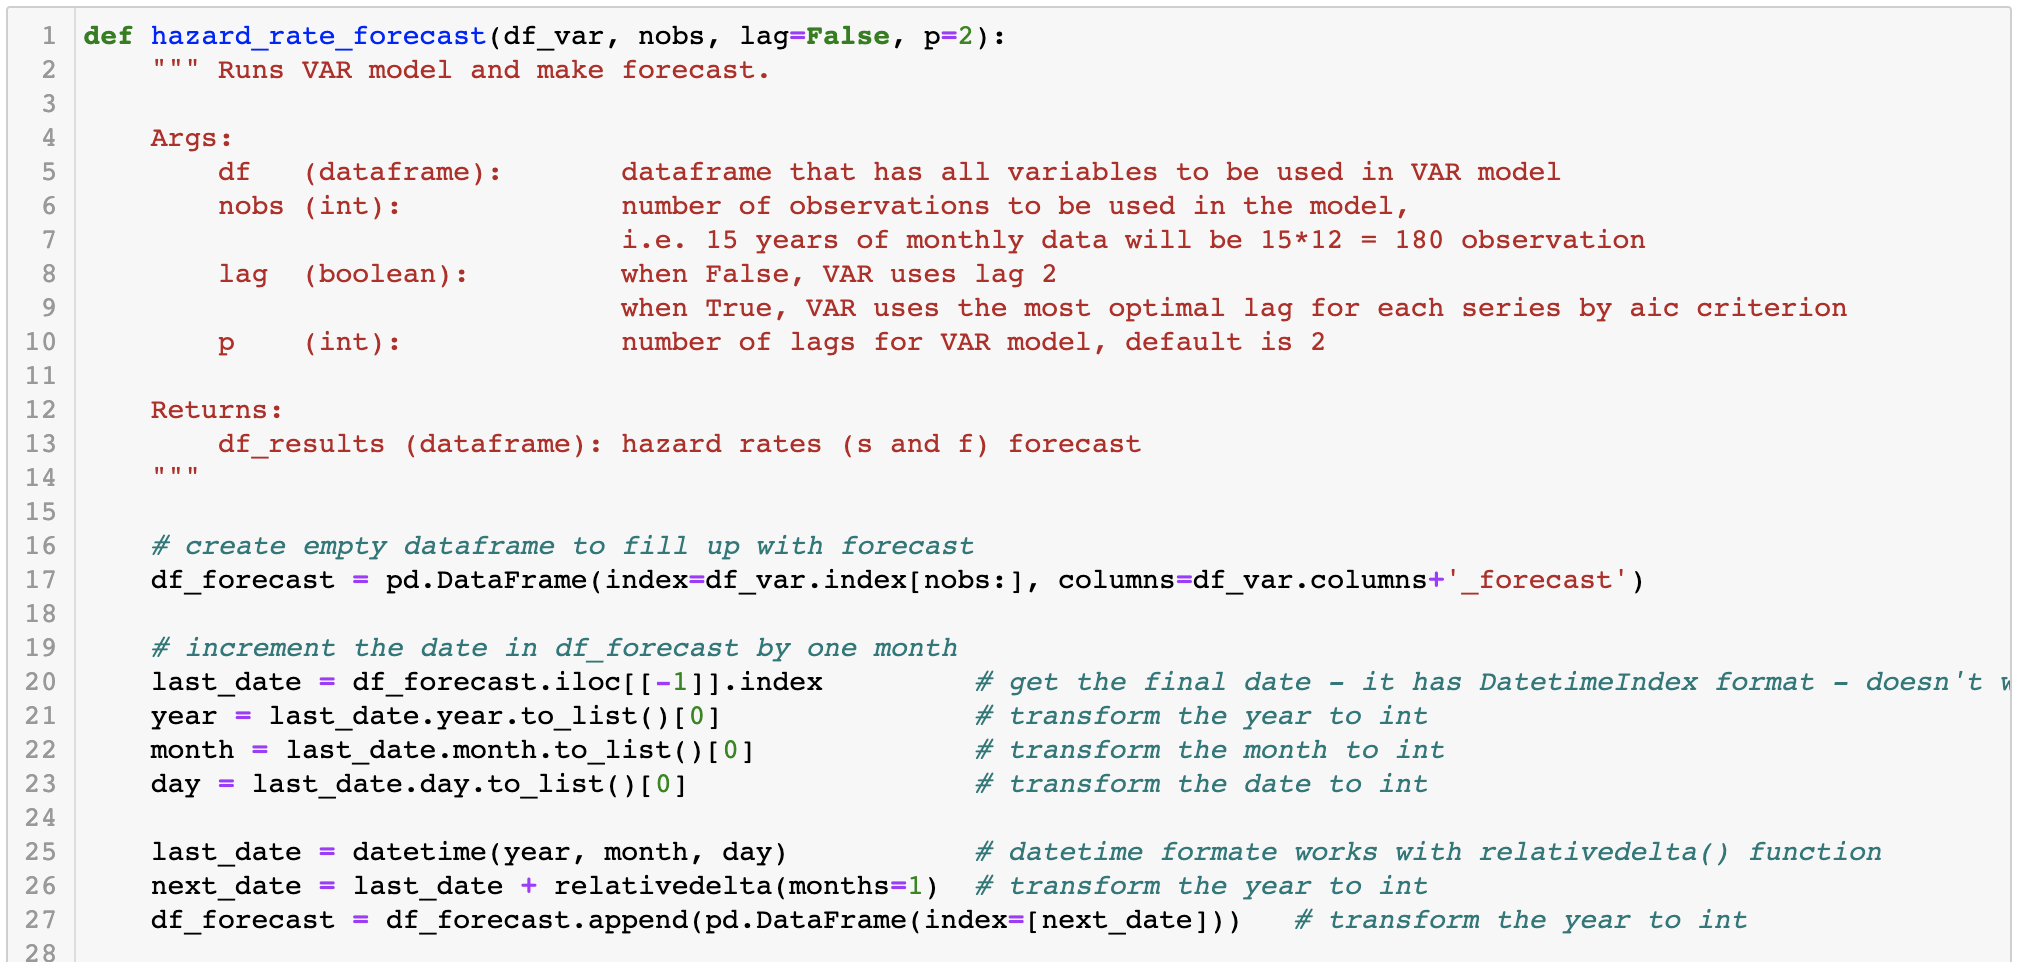 1 def hazard_rate_forecast(df_var, nobs, lag=False, p=2):
2     """ Runs VAR model and make forecast.
3
4     Args:
5         df   (dataframe):       dataframe that has all variables to be used in VAR model
6         nobs (int):             number of observations to be used in the model,
7                                 i.e. 15 years of monthly data will be 15*12 = 180 observation
8         lag  (boolean):         when False, VAR uses lag 2
9                                 when True, VAR uses the most optimal lag for each series by aic criterion
10         p    (int):             number of lags for VAR model, default is 2
11
12     Returns:
13         df_results (dataframe): hazard rates (s and f) forecast
14     """
15
16     # create empty dataframe to fill up with forecast
17     df_forecast = pd.DataFrame(index=df_var.index[nobs:], columns=df_var.columns+'_forecast')
18
19     # increment the date in df_forecast by one month
20     last_date = df_forecast.iloc[[-1]].index         # get the final date – it has DatetimeIndex format – doesn't
21     year = last_date.year.to_list()[0]               # transform the year to int
22     month = last_date.month.to_list()[0]             # transform the month to int
23     day = last_date.day.to_list()[0]                 # transform the date to int
24
25     last_date = datetime(year, month, day)           # datetime formate works with relativedelta() function
26     next_date = last_date + relativedelta(months=1)  # transform the year to int
27     df_forecast = df_forecast.append(pd.DataFrame(index=[next_date]))   # transform the year to int
28